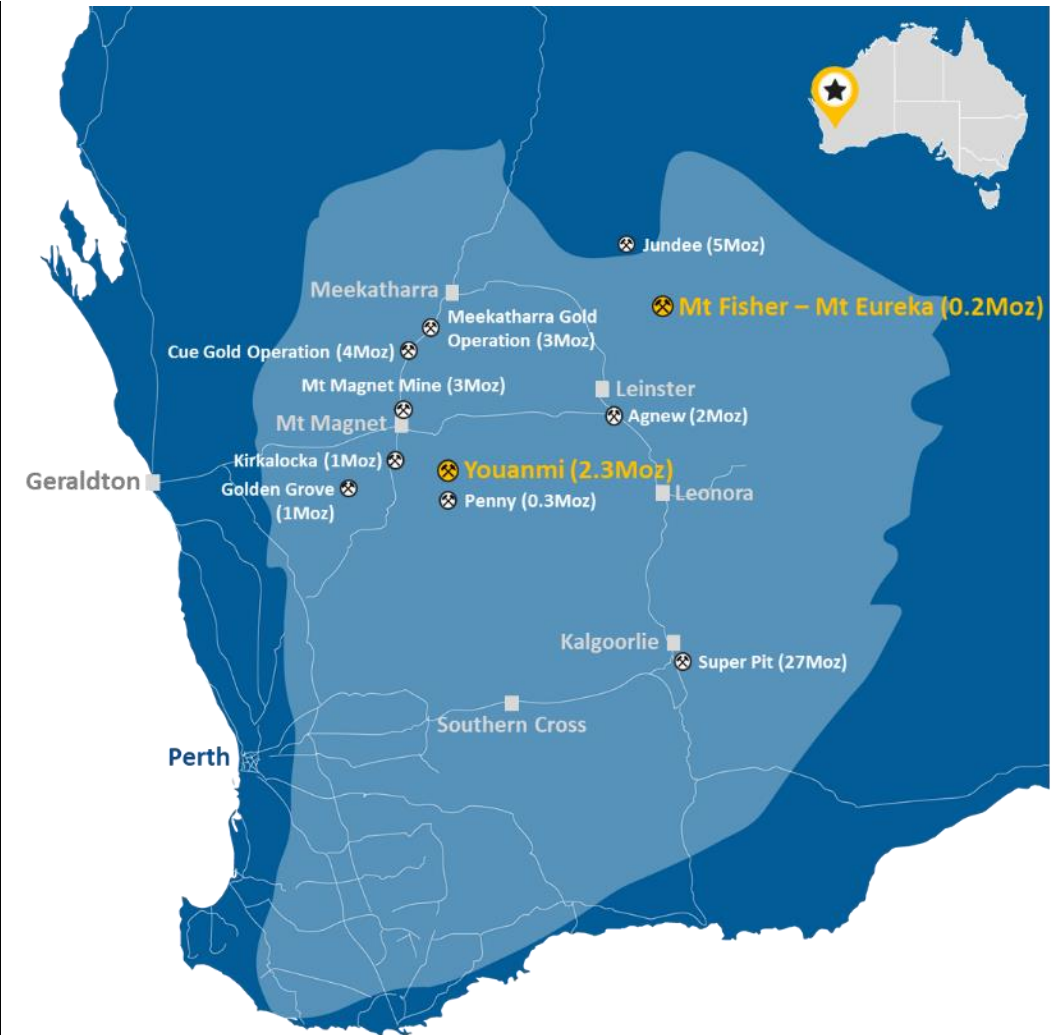 Jundee (5Moz)
Meekatharra
Mt Fisher – Mt Eureka (0.2Moz)
Meekatharra Gold
Operation (3Moz)
Cue Gold Operation (4Moz)
Mt Magnet Mine (3Moz)
Leinster
Agnew (2Moz)
Mt Magnet
Kirkalocka (1Moz)
Youanmi (2.3Moz)
Geraldton
Golden Grove
(1Moz)
Penny (0.3Moz)
Leonora
Kalgoorlie
Super Pit (27Moz)
Southern Cross
Perth